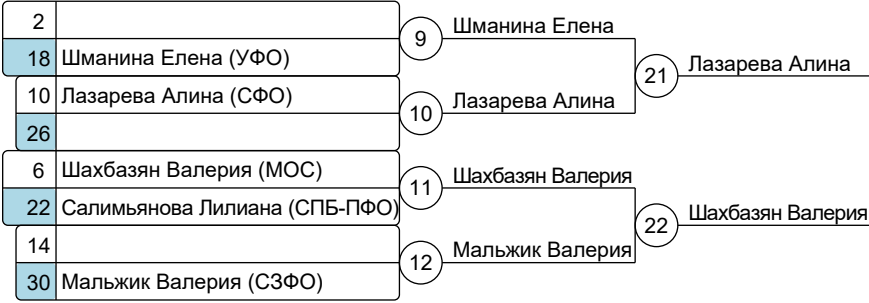 2
18 Шманина Елена (УФО)
10 Лазарева Алина (СФО)
26
6 Шахбазян Валерия (МОС)
22 Салимьянова Лилиана (СПБ-ПФО)
14
30 Мальжик Валерия (СЗФО)
9 Шманина Елена
10 Лазарева Алина
11 Шахбазян Валерия
12 Мальжик Валерия
21 Лазарева Алина
22 Шахбазян Валерия